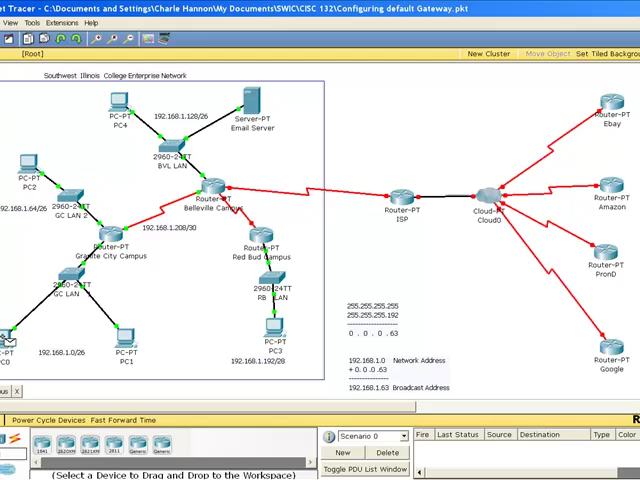 et Tracer - C:\Documents and Settings\Charle Hannon\My Documents\SWIC\CISC 132\Configuring default Gateway.pkt
View Tools Extensions Help
[Root]
New Cluster
Move Object
Set Tiled Backgrou
Southwest Illinois College Enterprise Network
PC-PT
PC4
192.168.1.128/26
Server-PT
Email Server
Router-PT
Ebay
2960-24TT
BVL LAN
PC-PT
PC2
Router-PT
Belleville Campus
Router-PT
Amazon
192.168.1.64/26
2960-24TT
GC LAN 2
Router-PT
ISP
Cloud-PT
Cloud0
192.168.1.208/30
Router-PT
Granite City Campus
Router-PT
Red Bud Campus
Router-PT
PronD
2960-24TT
GC LAN
2960-24TT
RB LAN
255.255.255.255
255.255.255.192
------------------
0 . 0 . 0 .63
-PT
PC0
192.168.1.0/26
PC-PT
PC1
PC-PT
PC3
192.168.1.192/28
192.168.1.0 Network Address
+ 0. 0. 0 .63
---------------
192.168.1.63 Broadcast Address
Router-PT
Google
ous X
Power Cycle Devices Fast Forward Time
R
1841
2620XM
2621XM
2811
Generic
Generic
Scenario 0
New
Delete
Toggle PDU List Window
Fire
Last Status
Source
Destination
Type
Color
(Select a Device to Drag and Drop to the Workspace)